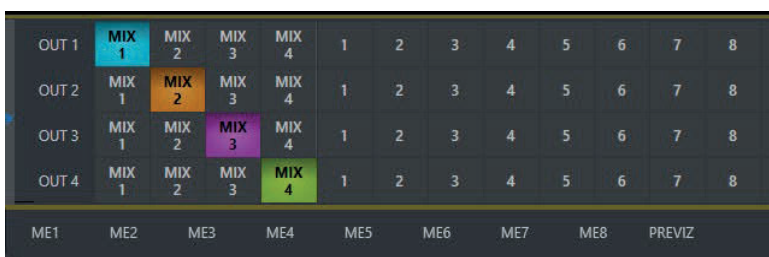 OUT 1 MIX 1 MIX 2 MIX 3 MIX 4 1 2 3 4 5 6 7 8
OUT 2 MIX 1 MIX 2 MIX 3 MIX 4 1 2 3 4 5 6 7 8
OUT 3 MIX 1 MIX 2 MIX 3 MIX 4 1 2 3 4 5 6 7 8
OUT 4 MIX 1 MIX 2 MIX 3 MIX 4 1 2 3 4 5 6 7 8
ME1 ME2 ME3 ME4 ME5 ME6 ME7 ME8 PREVIZ